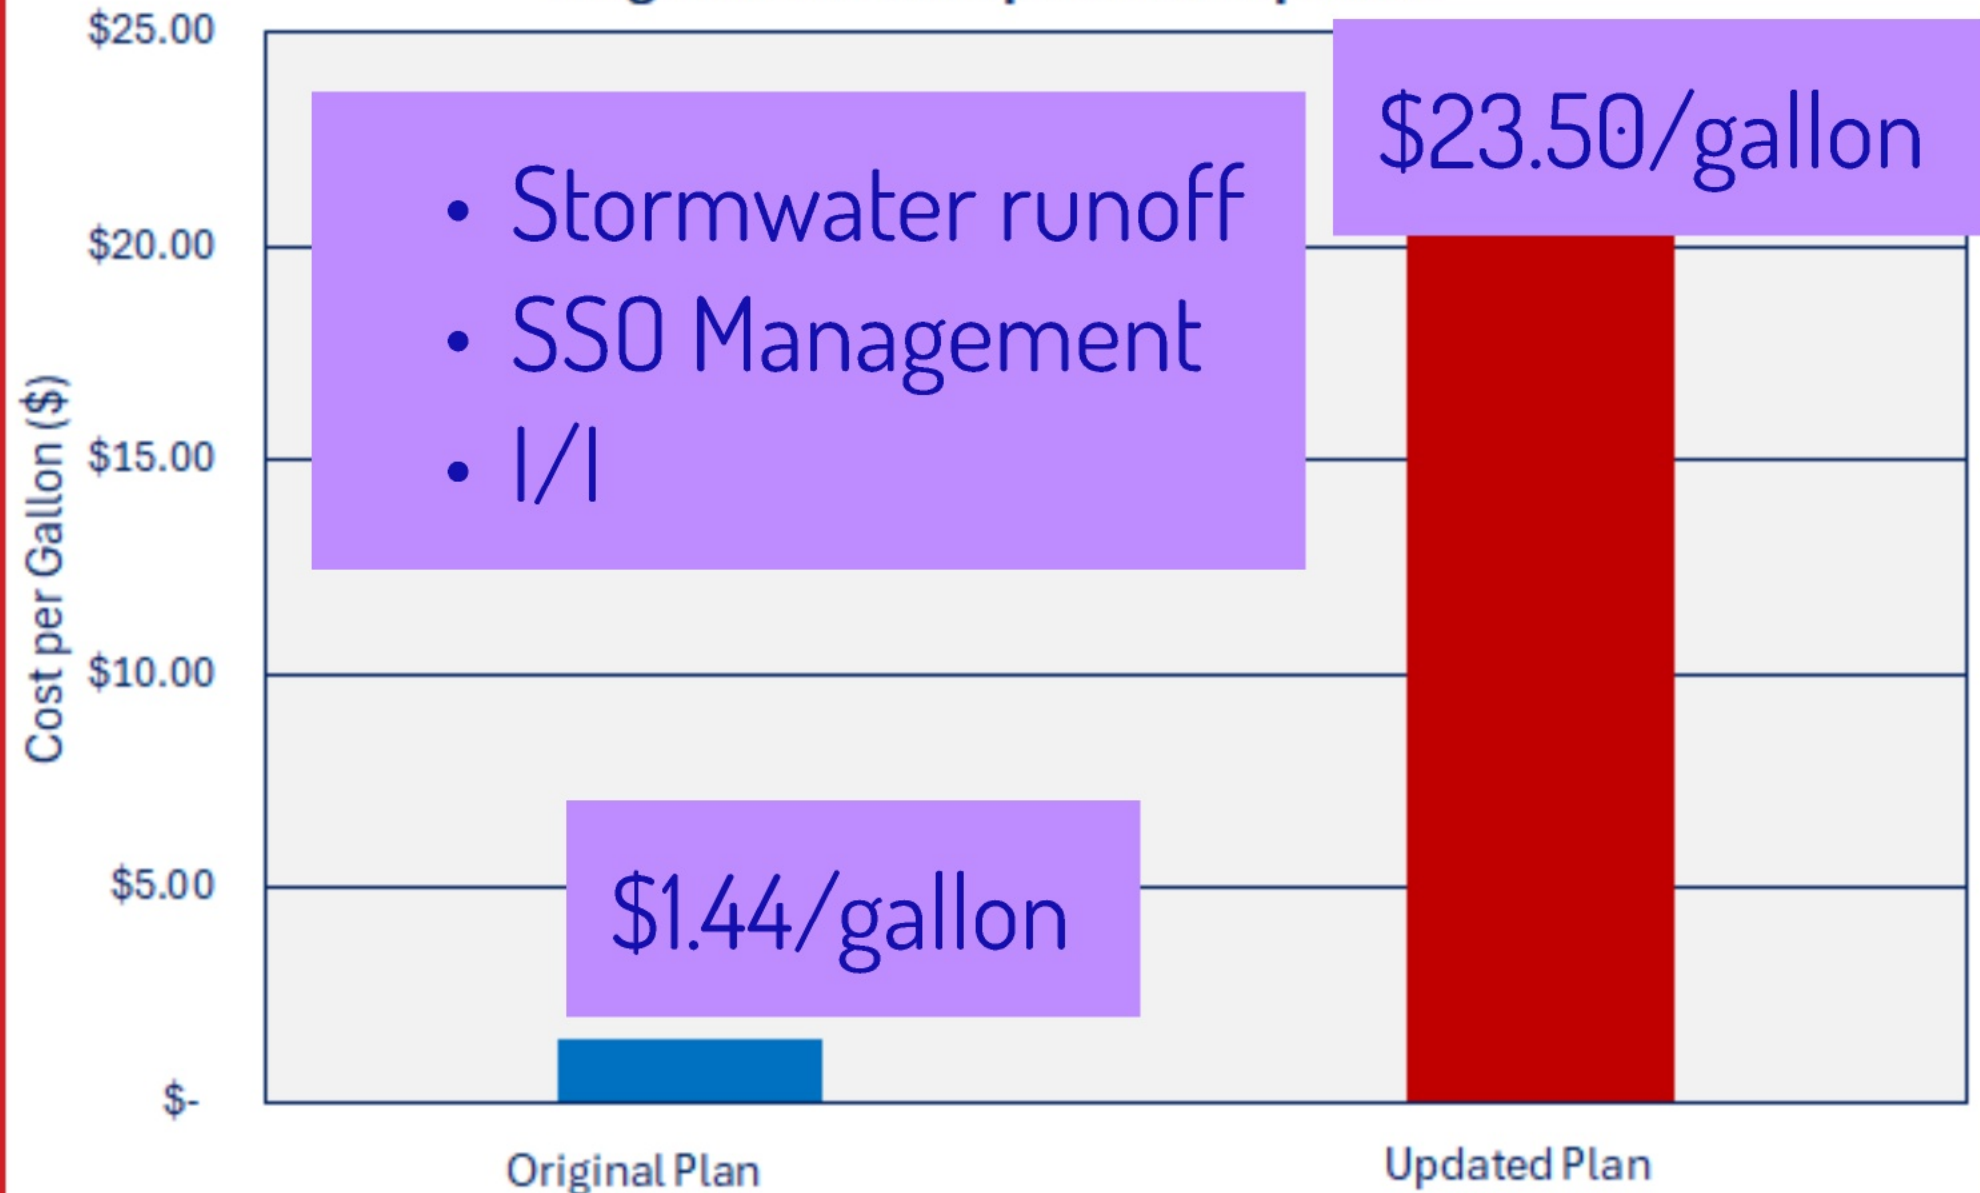 $25.00
$23.50/gallon
• Stormwater runoff
$20.00
• SSO Management
$15.00
• I/I
Cost per Gallon ($)
$10.00
$5.00
$1.44/gallon
$-
Original Plan
Updated Plan